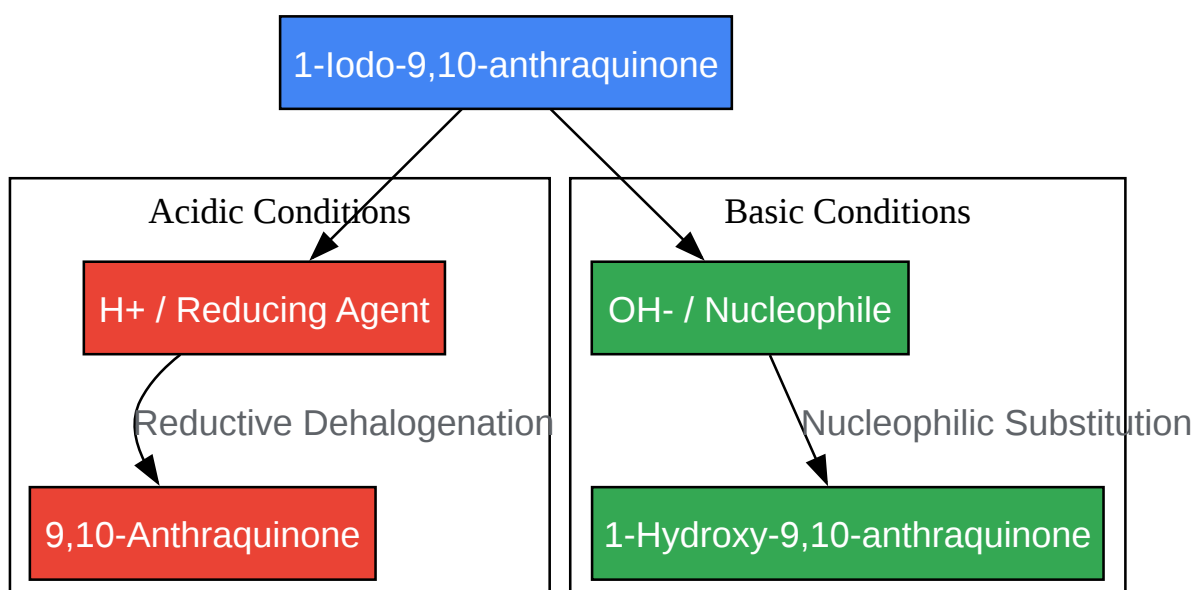 1-Iodo-9,10-anthraquinone
Acidic Conditions
Basic Conditions
H+ / Reducing Agent
OH- / Nucleophile
Reductive Dehalogenation
Nucleophilic Substitution
9,10-Anthraquinone
1-Hydroxy-9,10-anthraquinone